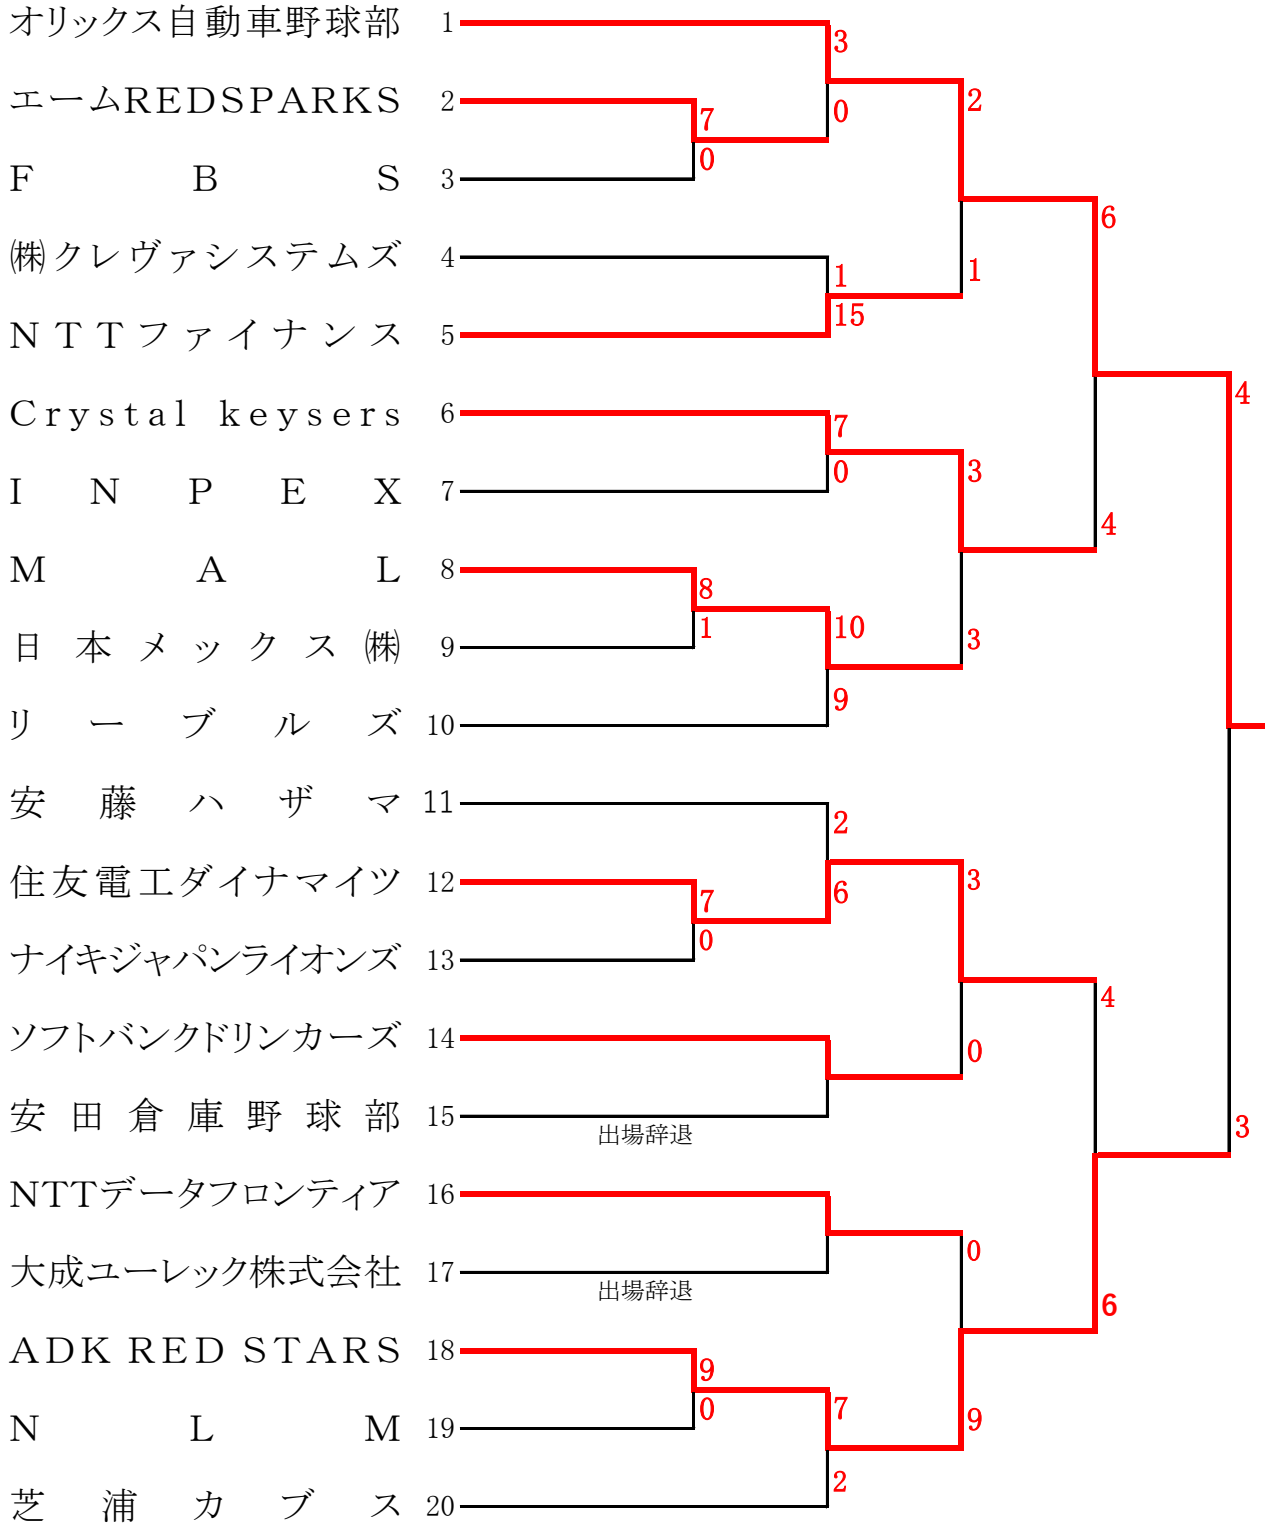 オリックス自動車野球部 1
3
エームREDSPARKS 2
2
7
0
0
FBS 3
6
㈱クレヴァシステムズ 4
1
1
15
NTTファイナンス 5
4
Crystal keysers 6
7
3
0
INPEX 7
4
MAL 8
8
1
10
3
日本メックス㈱ 9
9
リーブルズ 10
安藤ハザマ 11
2
住友電工ダイナマイツ 12
3
6
7
0
ナイキジャパンライオンズ 13
4
ソフトバンクドリンカーズ 14
0
安田倉庫野球部 15
3
出場辞退
NTTデータフロンティア 16
0
大成ユーレック株式会社 17
出場辞退
6
ADK RED STARS 18
9
0
7
9
NLM 19
2
芝浦カブス 20